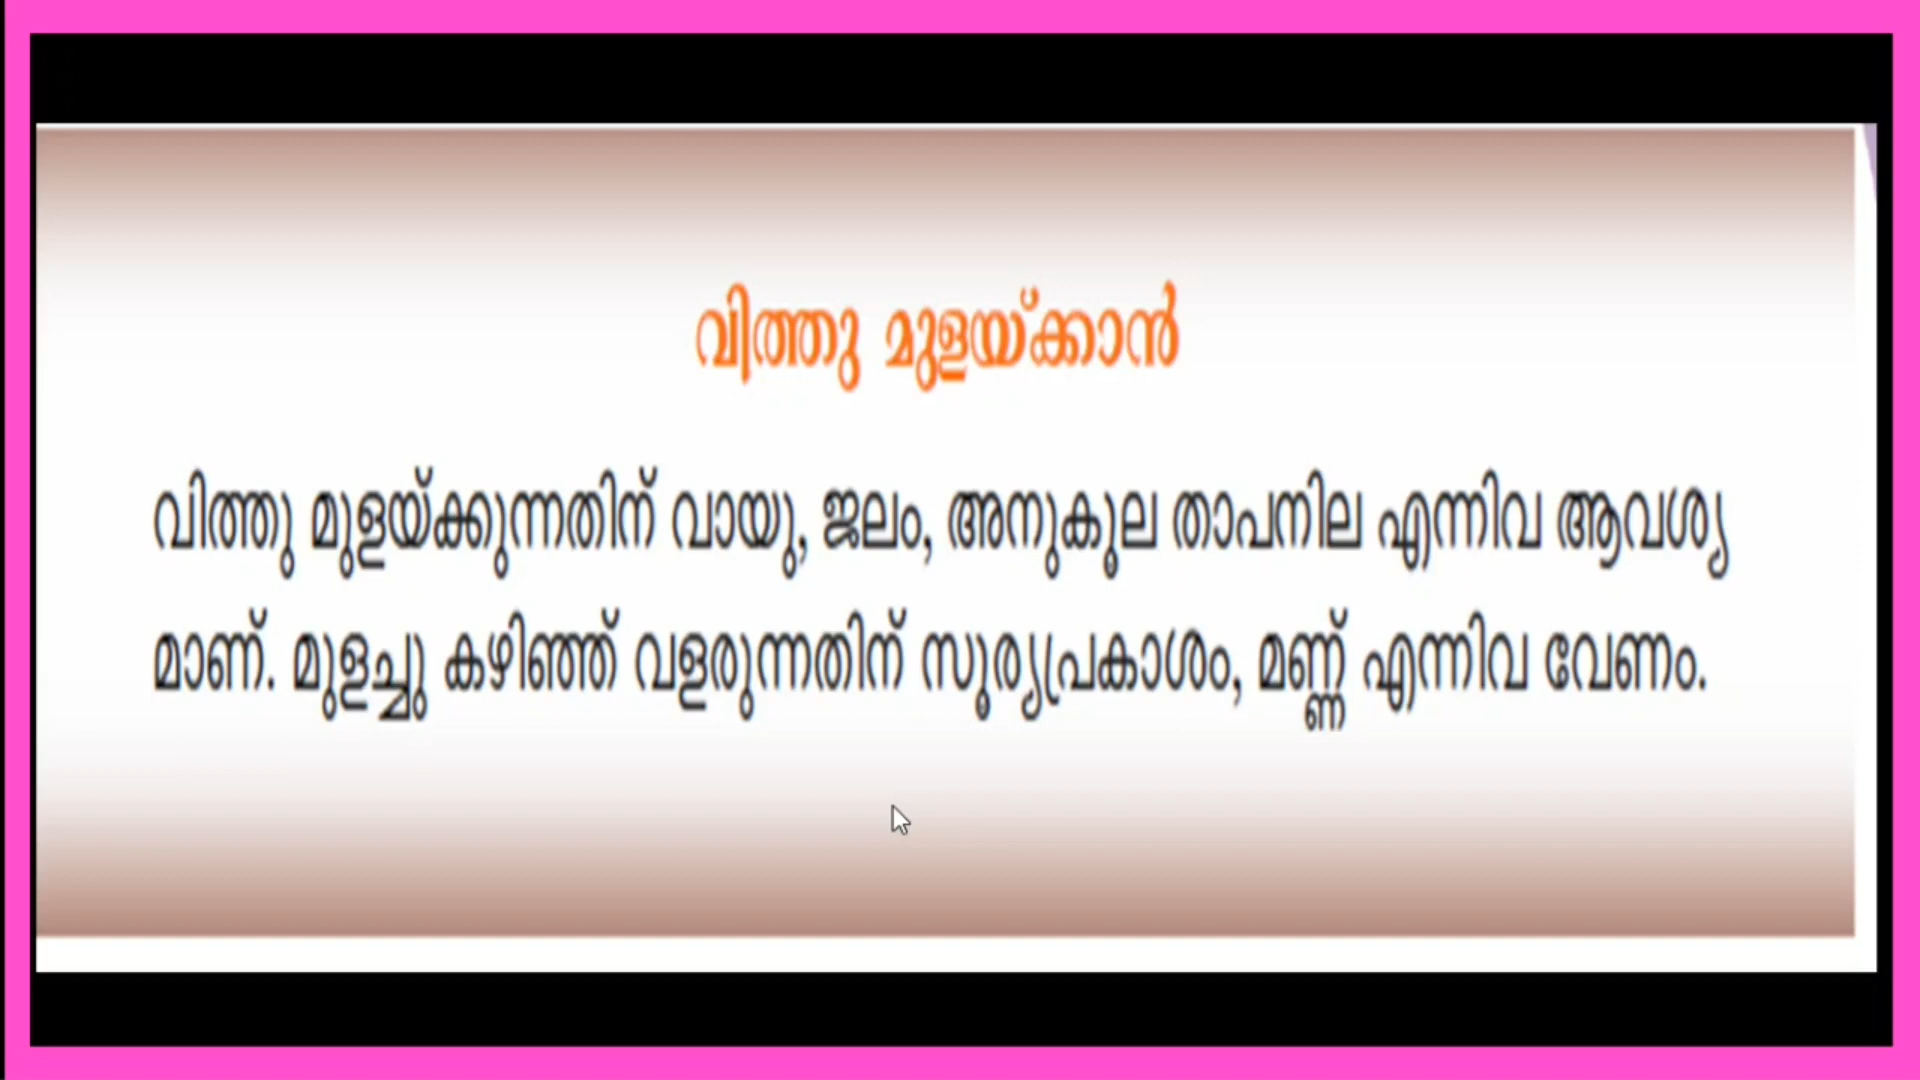 വിത്തു മുളയ്ക്കാൻ
വിത്തു മുളയ്ക്കുന്നതിന് വായു, ജലം, അനുകൂല താപനില എന്നിവ ആവശ്യ
മാണ്. മുളച്ചു കഴിഞ്ഞ് വളരുന്നതിന് സൂര്യപ്രകാശം, മണ്ണ് എന്നിവ വേണം.